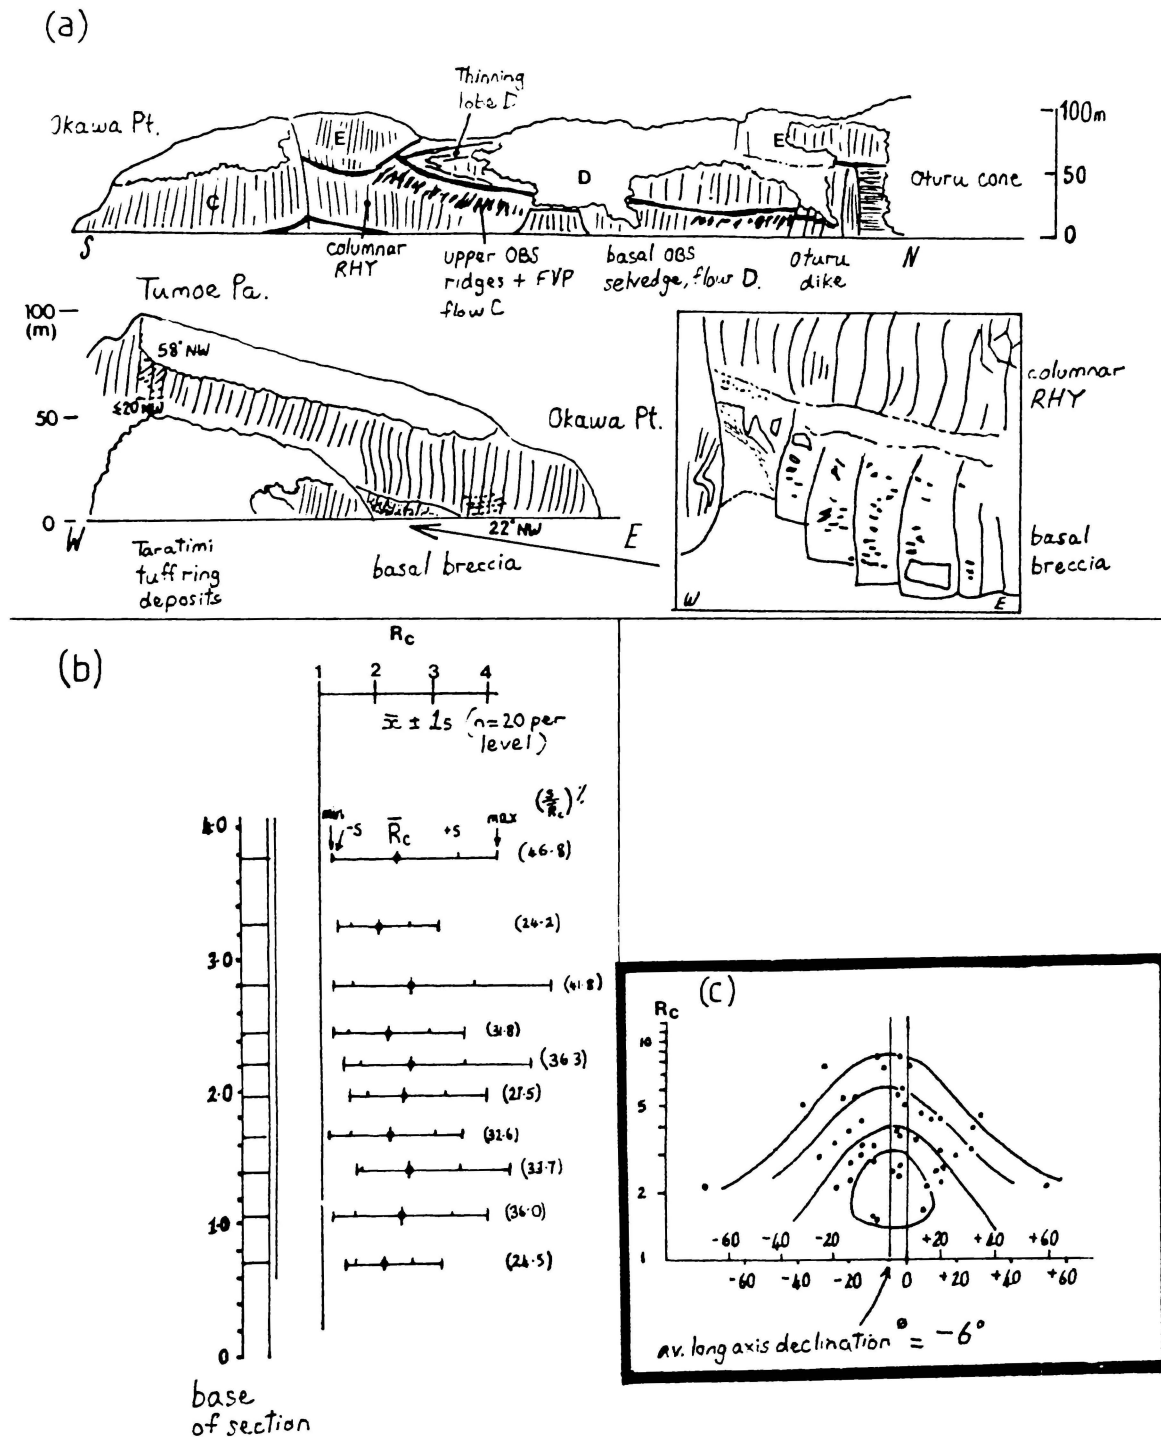 (a)
Thinning
lobe D
Okawa Pt.
E
E
100m
50
0
C
D
Oturu cone
S
N
columnar
RHY
upper OBS
ridges + FVP
flow C
basal OBS
selvedge, flow D.
Oturu
dike
Tumoe Pa.
100
(m)
58° NW
≤20 NW
50
Okawa Pt.
0
W
E
22° NW
Taratimi
tuff ring
deposits
basal breccia
columnar
RHY
basal
breccia
W
E
(b)
Rc
1 2 3 4
x̄ ± 1s (n=20 per
level)
(s/Rc)%
min -s R̄c +s max
4.0
(46.8)
(24.2)
3.0
(41.8)
(31.8)
(36.3)
2.0
(32.6)
(33.7)
1.0
(36.0)
(24.5)
0
base
of section
(c)
Rc
10
5
2
1
-60 -40 -20 +20 +40 +60
-60 -40 -20 0 +20 +40 +60
av. long axis declination = -6°